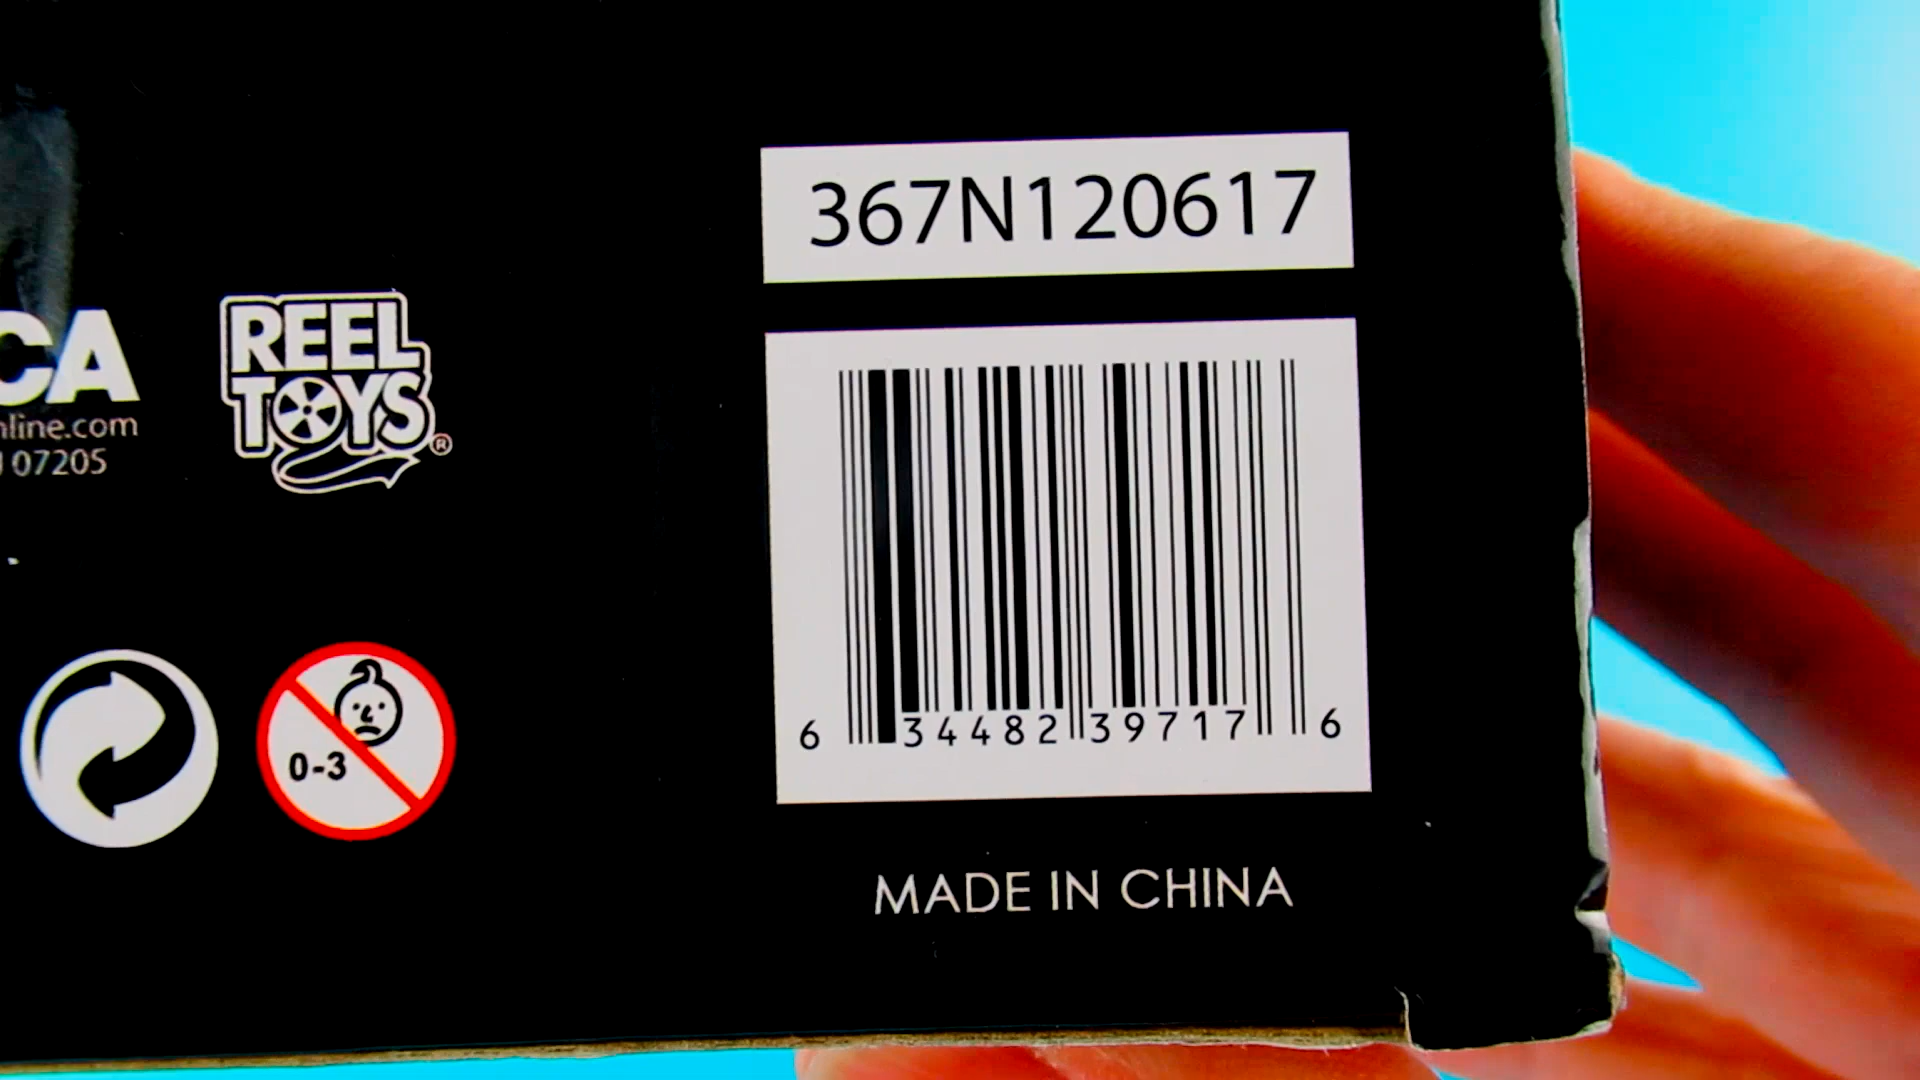 367N120617
CA
REEL
TOYS®
nline.com
07205
6 34482 39717 6
0-3
MADE IN CHINA